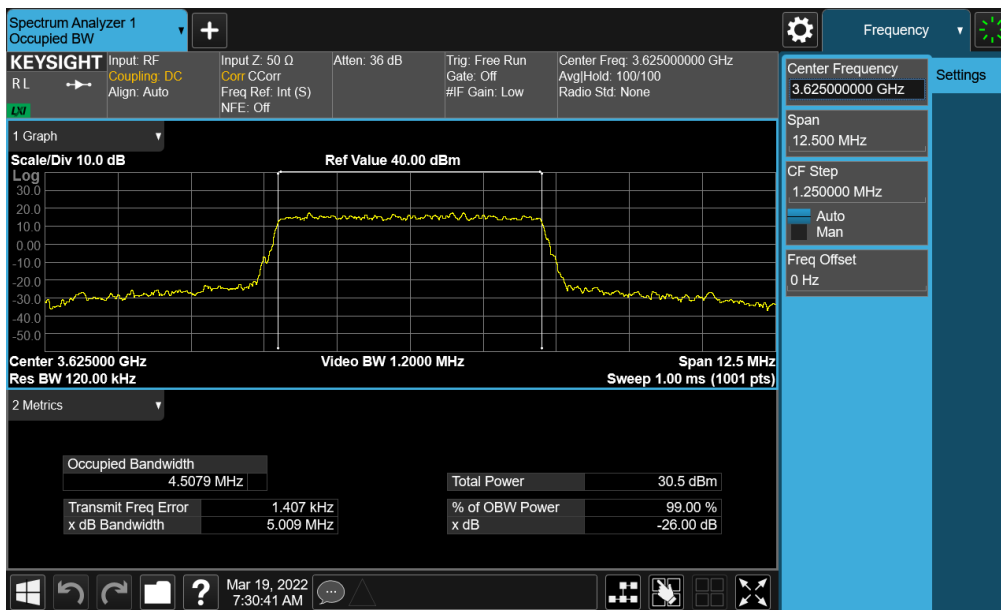 Spectrum Analyzer 1
Occupied BW
+
Frequency
KEYSIGHT
RL
LXI
Input: RF
Coupling: DC
Align: Auto
Input Z: 50 Ω
Corr CCorr
Freq Ref: Int (S)
NFE: Off
Atten: 36 dB
Trig: Free Run
Gate: Off
#IF Gain: Low
Center Freq: 3.625000000 GHz
Avg|Hold: 100/100
Radio Std: None
Center Frequency
3.625000000 GHz
Settings
Span
12.500 MHz
CF Step
1.250000 MHz
Auto
Man
Freq Offset
0 Hz
1 Graph
Scale/Div 10.0 dB
Ref Value 40.00 dBm
Log
30.0
20.0
10.0
0.00
-10.0
-20.0
-30.0
-40.0
-50.0
Center 3.625000 GHz
Video BW 1.2000 MHz
Span 12.5 MHz
Res BW 120.00 kHz
Sweep 1.00 ms (1001 pts)
2 Metrics
Occupied Bandwidth
4.5079 MHz
Total Power 30.5 dBm
Transmit Freq Error 1.407 kHz
% of OBW Power 99.00 %
x dB Bandwidth 5.009 MHz
x dB -26.00 dB
?
Mar 19, 2022
7:30:41 AM